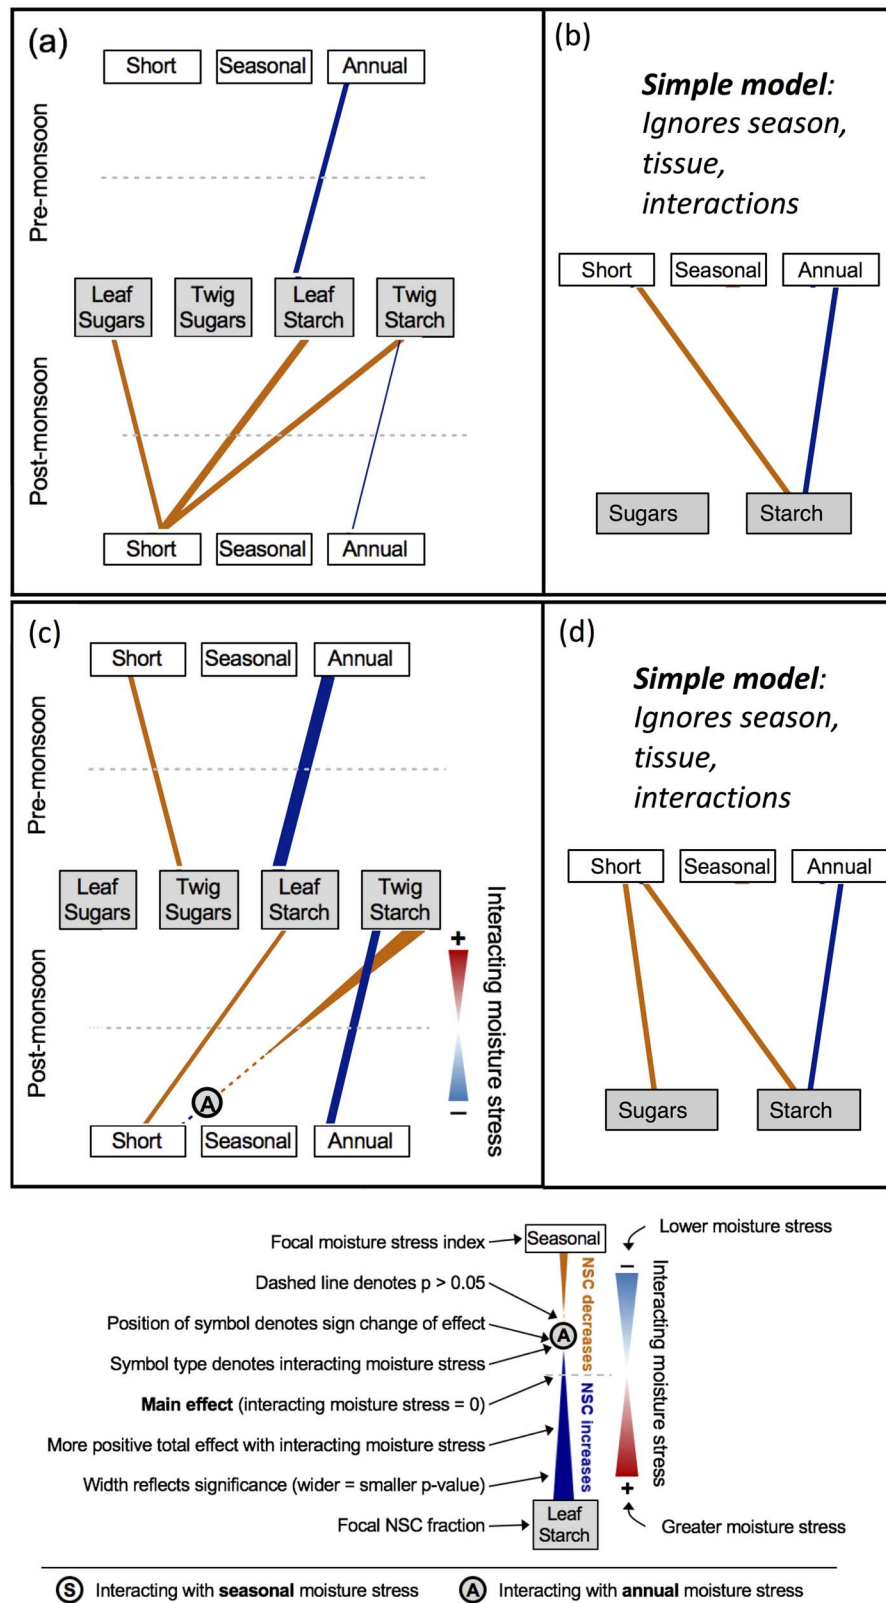 (a)
Short Seasonal Annual
Pre-monsoon
Leaf Sugars
Twig Sugars
Leaf Starch
Twig Starch
Post-monsoon
Short Seasonal Annual
(b)
Simple model:
Ignores season,
tissue,
interactions
Short Seasonal Annual
Sugars Starch
(c)
Short Seasonal Annual
Pre-monsoon
Leaf Sugars
Twig Sugars
Leaf Starch
Twig Starch
Post-monsoon
A
Short Seasonal Annual
+
Interacting moisture stress
−
(d)
Simple model:
Ignores season,
tissue,
interactions
Short Seasonal Annual
Sugars Starch
Focal moisture stress index
Dashed line denotes p > 0.05
Position of symbol denotes sign change of effect
Symbol type denotes interacting moisture stress
Main effect (interacting moisture stress = 0)
More positive total effect with interacting moisture stress
Width reflects significance (wider = smaller p-value)
Focal NSC fraction
Seasonal
A
NSC decreases
NSC increases
Leaf
Starch
−
Interacting moisture stress
+
Lower moisture stress
Greater moisture stress
S Interacting with seasonal moisture stress
A Interacting with annual moisture stress